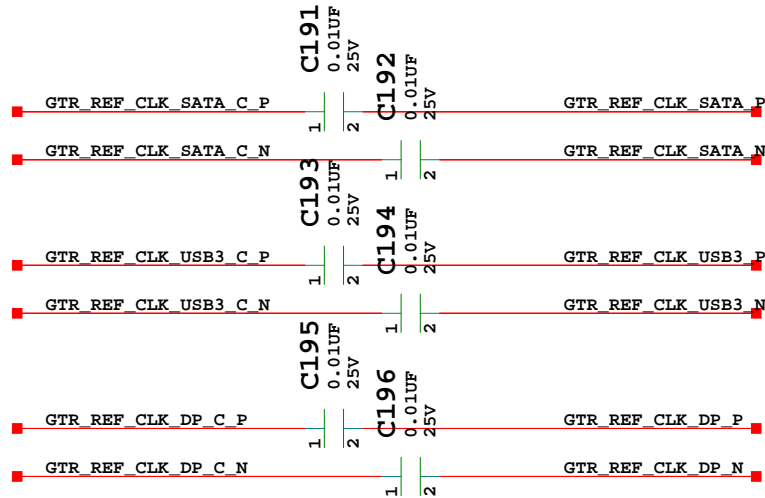 C191
0.01UF
25V
C192
0.01UF
25V
GTR_REF_CLK_SATA_C_P
1
2
GTR_REF_CLK_SATA_P
GTR_REF_CLK_SATA_C_N
1
2
GTR_REF_CLK_SATA_N
C193
0.01UF
25V
C194
0.01UF
25V
GTR_REF_CLK_USB3_C_P
1
2
GTR_REF_CLK_USB3_P
GTR_REF_CLK_USB3_C_N
1
2
GTR_REF_CLK_USB3_N
C195
0.01UF
25V
C196
0.01UF
25V
GTR_REF_CLK_DP_C_P
1
2
GTR_REF_CLK_DP_P
GTR_REF_CLK_DP_C_N
1
2
GTR_REF_CLK_DP_N